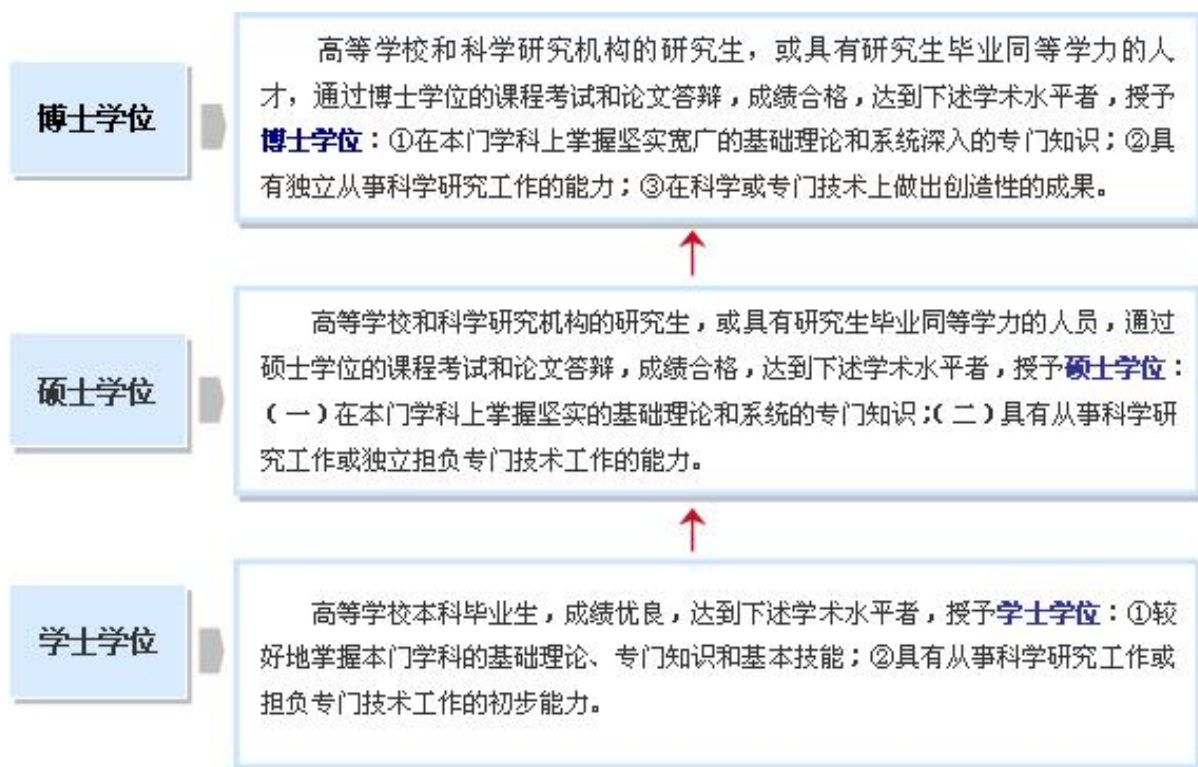 博士学位
高等学校和科学研究机构的研究生，或具有研究生毕业同等学力的人
才，通过博士学位的课程考试和论文答辩，成绩合格，达到下述学术水平者，授予
博士学位：①在本门学科上掌握坚实宽广的基础理论和系统深入的专门知识；②具
有独立从事科学研究工作的能力；③在科学或专门技术上做出创造性的成果。
硕士学位
高等学校和科学研究机构的研究生，或具有研究生毕业同等学力的人员，通过
硕士学位的课程考试和论文答辩，成绩合格，达到下述学术水平者，授予硕士学位：
（一）在本门学科上掌握坚实的基础理论和系统的专门知识；（二）具有从事科学研
究工作或独立担负专门技术工作的能力。
学士学位
高等学校本科毕业生，成绩优良，达到下述学术水平者，授予学士学位：①较
好地掌握本门学科的基础理论、专门知识和基本技能；②具有从事科学研究工作或
担负专门技术工作的初步能力。